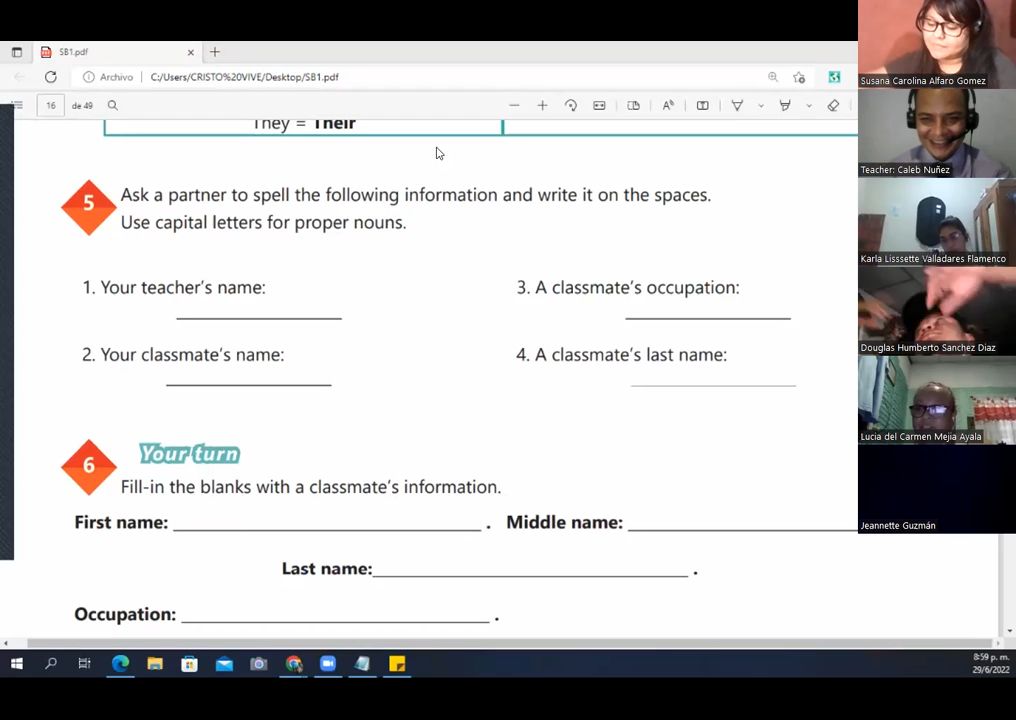 SB1.pdf
Archivo
C:/Users/CRISTO%20VIVE/Desktop/SB1.pdf
16
de 49
They = Their
5
Ask a partner to spell the following information and write it on the spaces.
Use capital letters for proper nouns.
1. Your teacher's name:
3. A classmate's occupation:
2. Your classmate's name:
4. A classmate's last name:
6
Your turn
Fill-in the blanks with a classmate's information.
First name: .
Middle name:
Last name: .
Occupation: .
Susana Carolina Alfaro Gomez
Teacher: Caleb Nuñez
Karla Lisssette Valladares Flamenco
Douglas Humberto Sanchez Diaz
Lucia del Carmen Mejia Ayala
Jeannette Guzmán
8:59 p. m.
29/6/2022